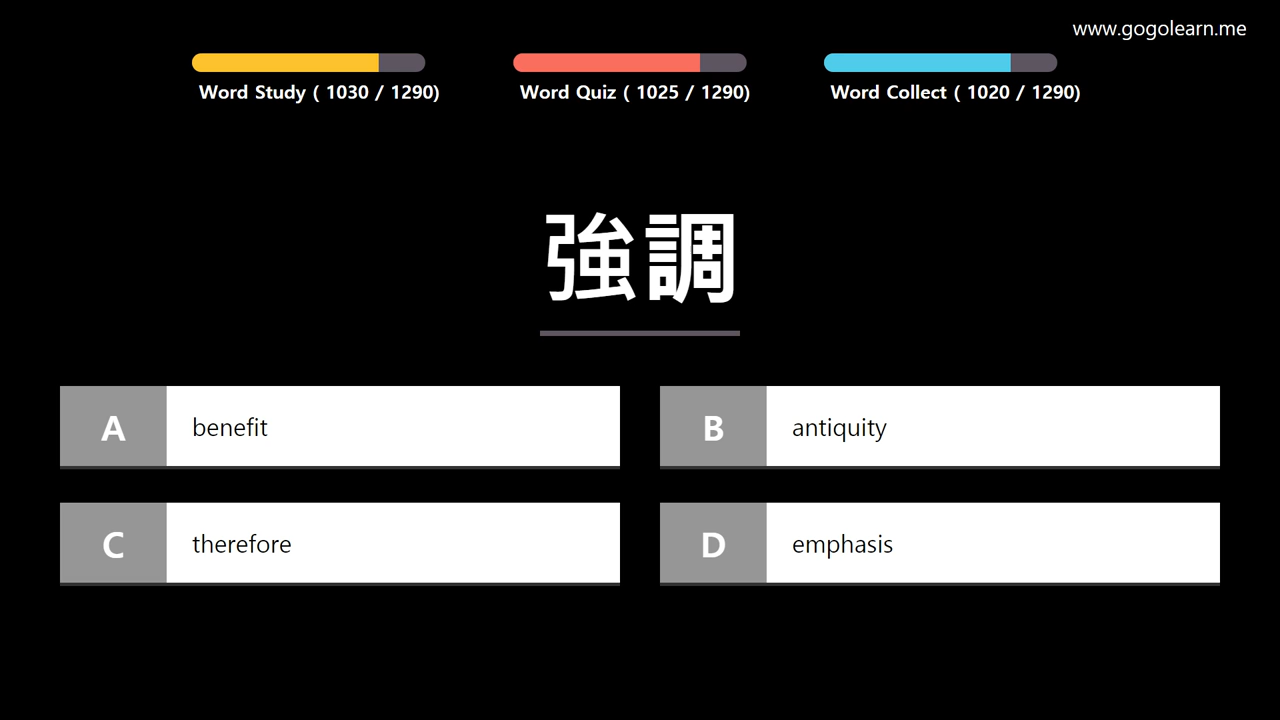 www.gogolearn.me
Word Study ( 1030 / 1290)
Word Quiz ( 1025 / 1290)
Word Collect ( 1020 / 1290)
強調
A benefit
B antiquity
C therefore
D emphasis